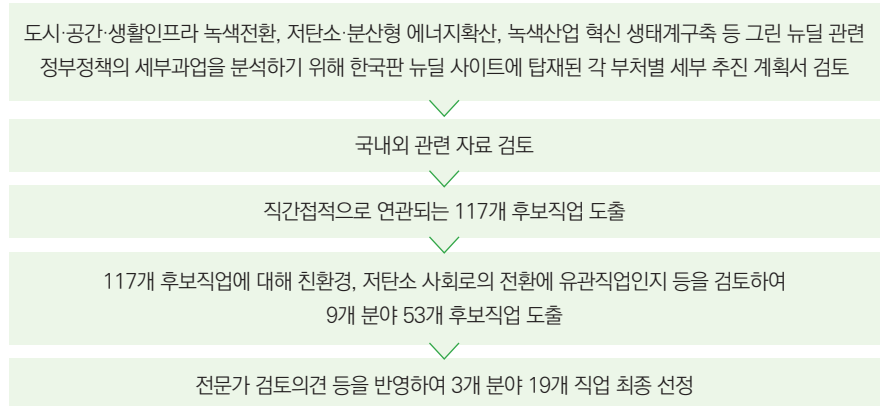 도시·공간·생활인프라 녹색전환, 저탄소·분산형 에너지확산, 녹색산업 혁신 생태계구축 등 그린 뉴딜 관련
정부정책의 세부과업을 분석하기 위해 한국판 뉴딜 사이트에 탑재된 각 부처별 세부 추진 계획서 검토
국내외 관련 자료 검토
직간접적으로 연관되는 117개 후보직업 도출
117개 후보직업에 대해 친환경, 저탄소 사회로의 전환에 유관직업인지 등을 검토하여
9개 분야 53개 후보직업 도출
전문가 검토의견 등을 반영하여 3개 분야 19개 직업 최종 선정